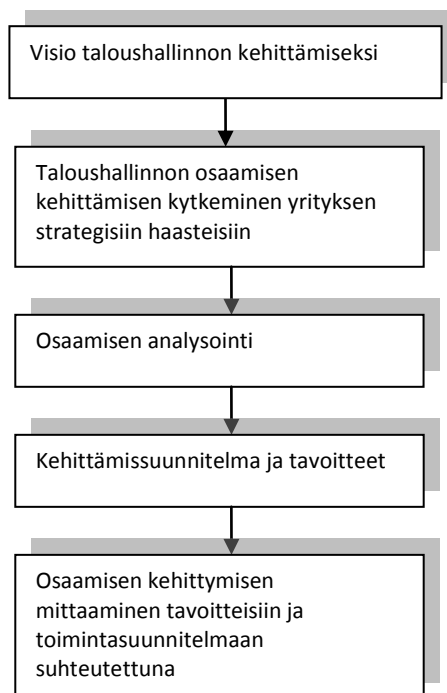 Visio taloushallinnon kehittämiseksi
Taloushallinnon osaamisen
kehittämisen kytkeminen yrityksen
strategisiin haasteisiin
Osaamisen analysointi
Kehittämissuunnitelma ja tavoitteet
Osaamisen kehittymisen
mittaaminen tavoitteisiin ja
toimintasuunnitelmaan
suhteutettuna